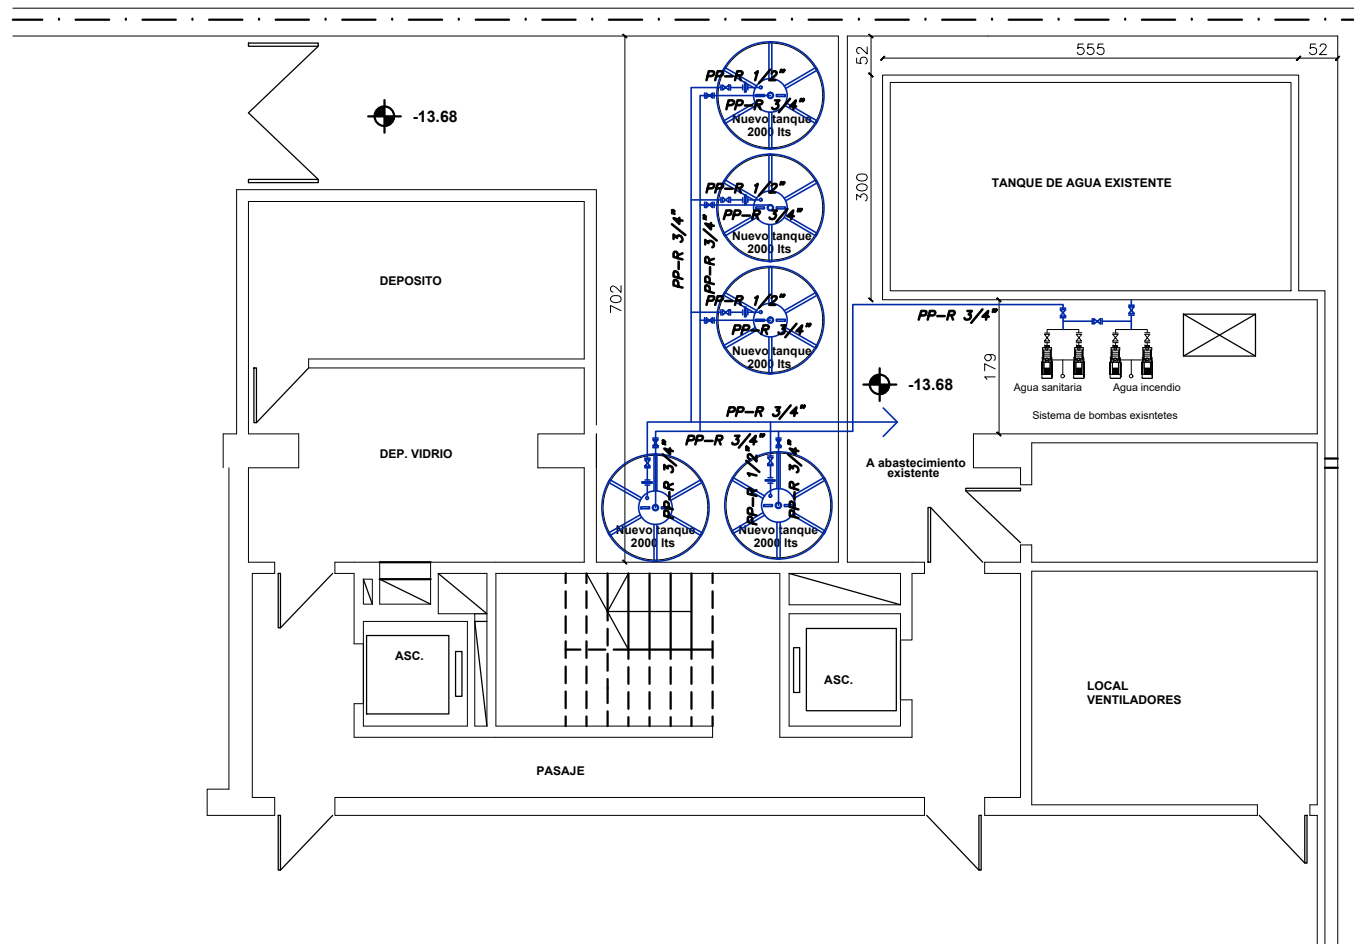 555
52
52
PP-R 1/2"
PP-R 3/4"
Nuevo tanque
2000 lts
-13.68
300
TANQUE DE AGUA EXISTENTE
PP-R 1/2"
PP-R 3/4"
Nuevo tanque
2000 lts
PP-R 3/4"
PP-R 3/4"
DEPOSITO
702
PP-R 1/2"
PP-R 3/4"
Nuevo tanque
2000 lts
PP-R 3/4"
179
Agua sanitaria
Agua incendio
Sistema de bombas exisntetes
-13.68
PP-R 3/4"
PP-R 3/4"
DEP. VIDRIO
A abastecimiento
existente
PP-R 3/4"
PP-R 1/2"
PP-R 3/4"
Nuevo tanque
2000 lts
Nuevo tanque
2000 lts
ASC.
ASC.
LOCAL
VENTILADORES
PASAJE